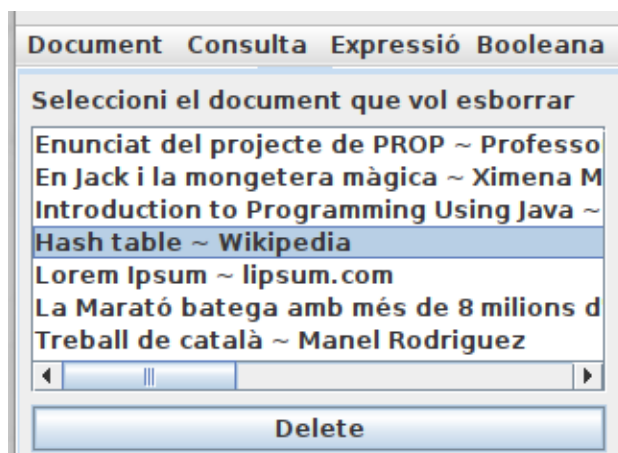 Document Consulta Expressió Booleana
Seleccioni el document que vol esborrar
Enunciat del projecte de PROP ~ Professo
En Jack i la mongetera màgica ~ Ximena M
Introduction to Programming Using Java ~
Hash table ~ Wikipedia
Lorem Ipsum ~ lipsum.com
La Marató batega amb més de 8 milions d
Treball de català ~ Manel Rodriguez
Delete